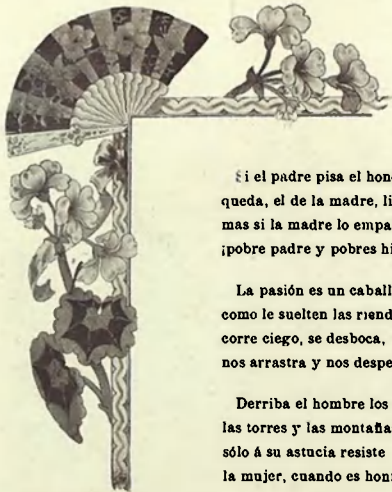 Si el padre pisa el hon
queda, el de la madre, li
mas si la madre lo empa
¡pobre padre y pobres hi
La pasión es un caball
como le suelten las riend
corre ciego, se desboca,
nos arrastra y nos despe
Derriba el hombre los
las torres y las montaña
sólo á su astucia resiste
la mujer, cuando es hon